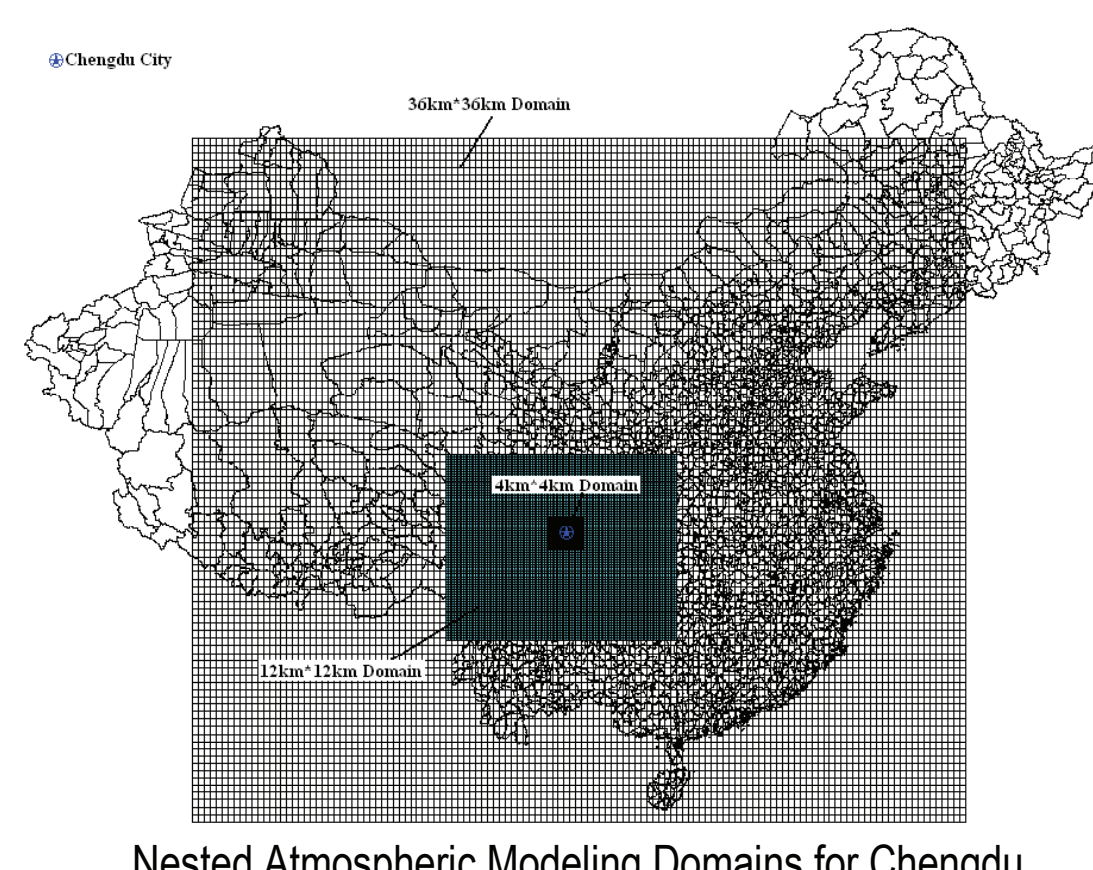 Chengdu City
36km*36km Domain
4km*4km Domain
12km*12km Domain
Nested Atmospheric Modeling Domains for Chengdu